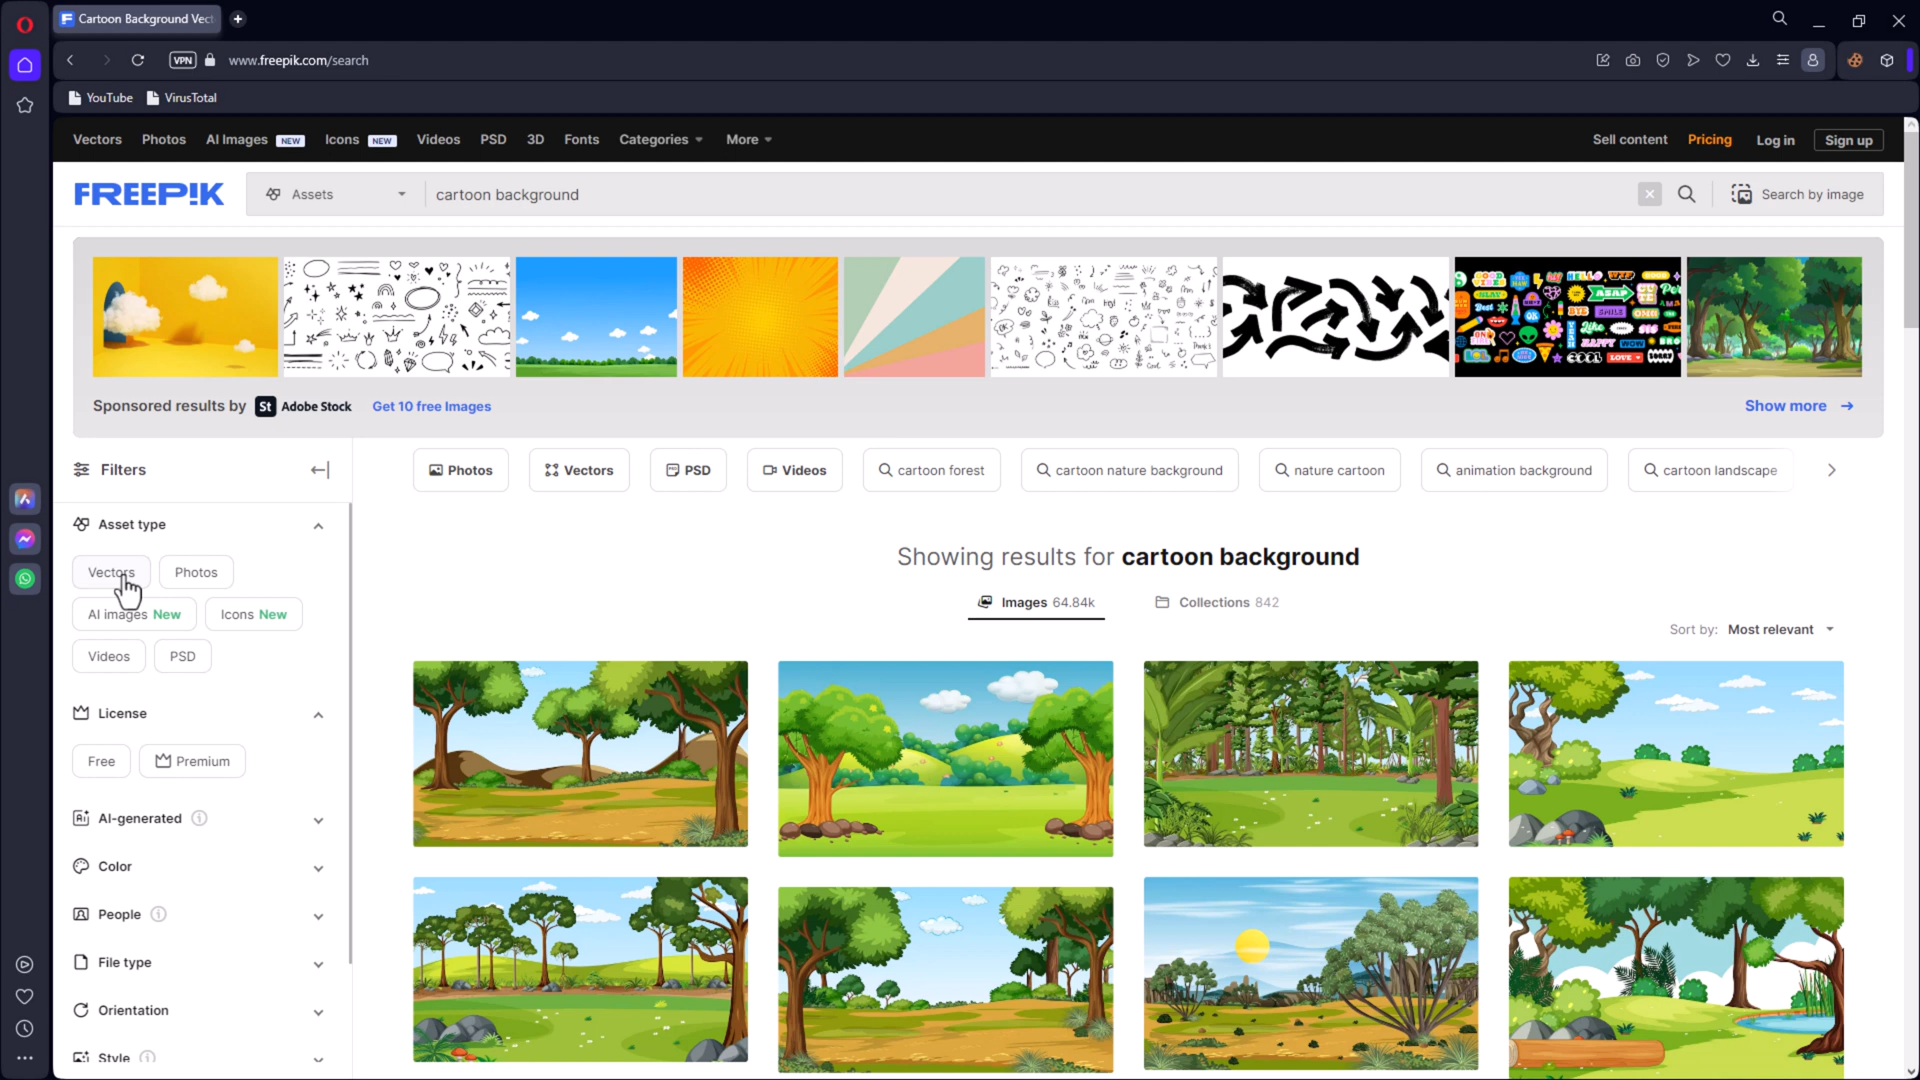 Cartoon Background Vect
VPN
www.freepik.com/search
YouTube
VirusTotal
Vectors
Photos
AI Images NEW
Icons NEW
Videos
PSD
3D
Fonts
Categories
More
Sell content
Pricing
Log in
Sign up
FREEP!K
Assets
cartoon background
Search by image
Sponsored results by St Adobe Stock
Get 10 free Images
Show more
Filters
Photos
Vectors
PSD
Videos
cartoon forest
cartoon nature background
nature cartoon
animation background
cartoon landscape
Asset type
Vectors
Photos
AI images New
Icons New
Videos
PSD
License
Free
Premium
AI-generated
Color
People
File type
Orientation
Style
Showing results for cartoon background
Images 64.84k
Collections 842
Sort by: Most relevant